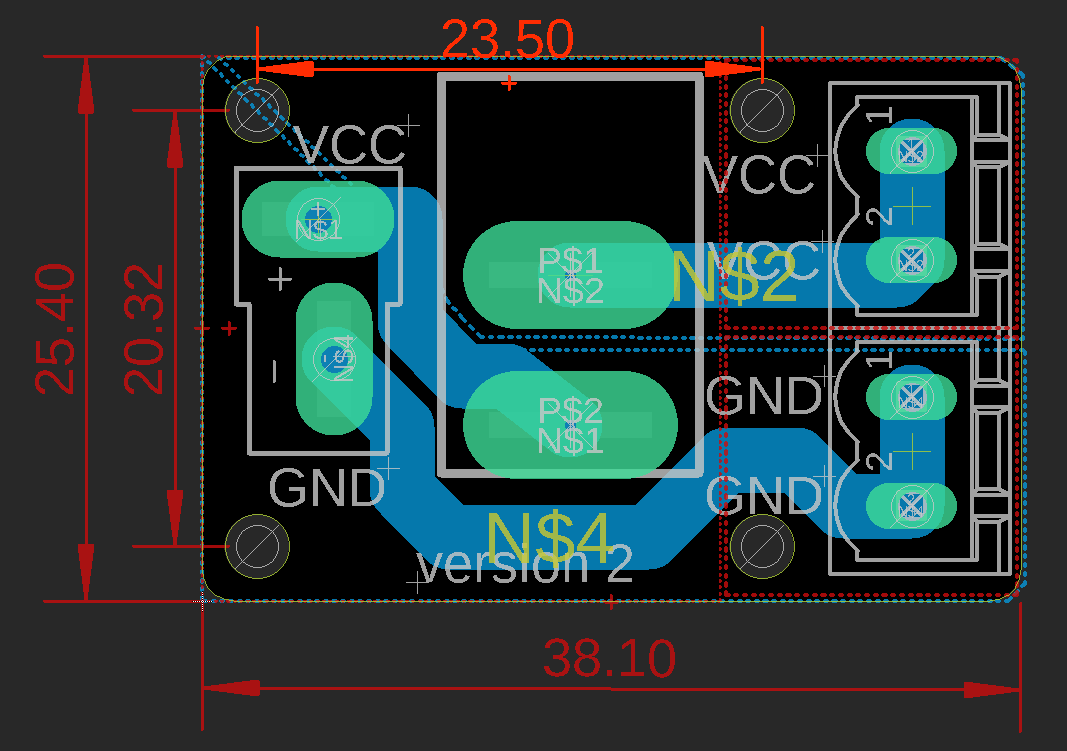 23.50
VCC
1
VCC
N$1
2
P$1
N$2
N$2
VCC
+
25.40
20.32
N$4
-
1
GND
P$2
N$1
2
GND
GND
N$4
version 2
38.10